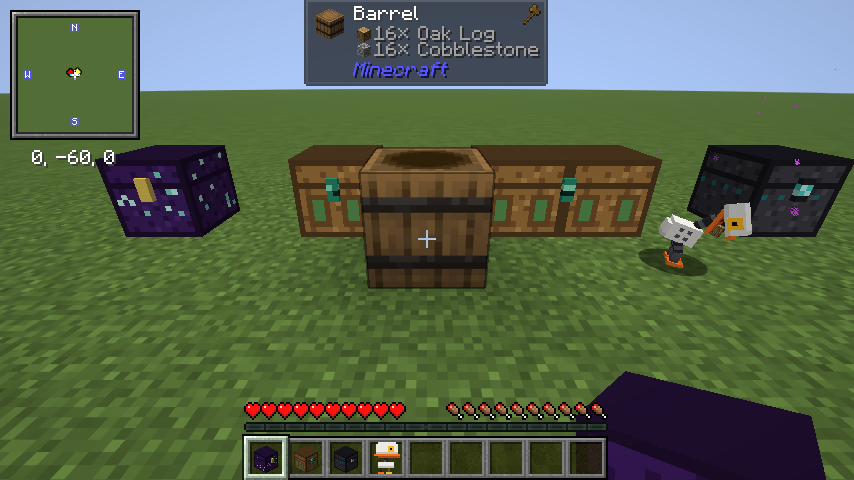 Barrel
16× Oak Log
16× Cobblestone
Minecraft
N
W
E
S
0, -60, 0